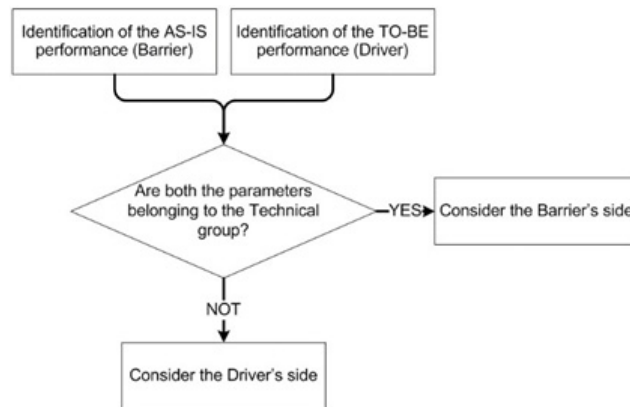 Identification of the AS-IS
performance (Barrier)
Identification of the TO-BE
performance (Driver)
Are both the parameters
belonging to the Technical
group?
YES
Consider the Barrier's side
NOT
Consider the Driver's side